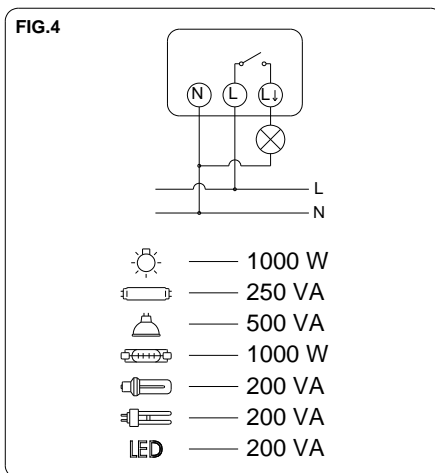 FIG.4
N L L↓
L
N
1000 W
250 VA
500 VA
1000 W
200 VA
200 VA
LED 200 VA